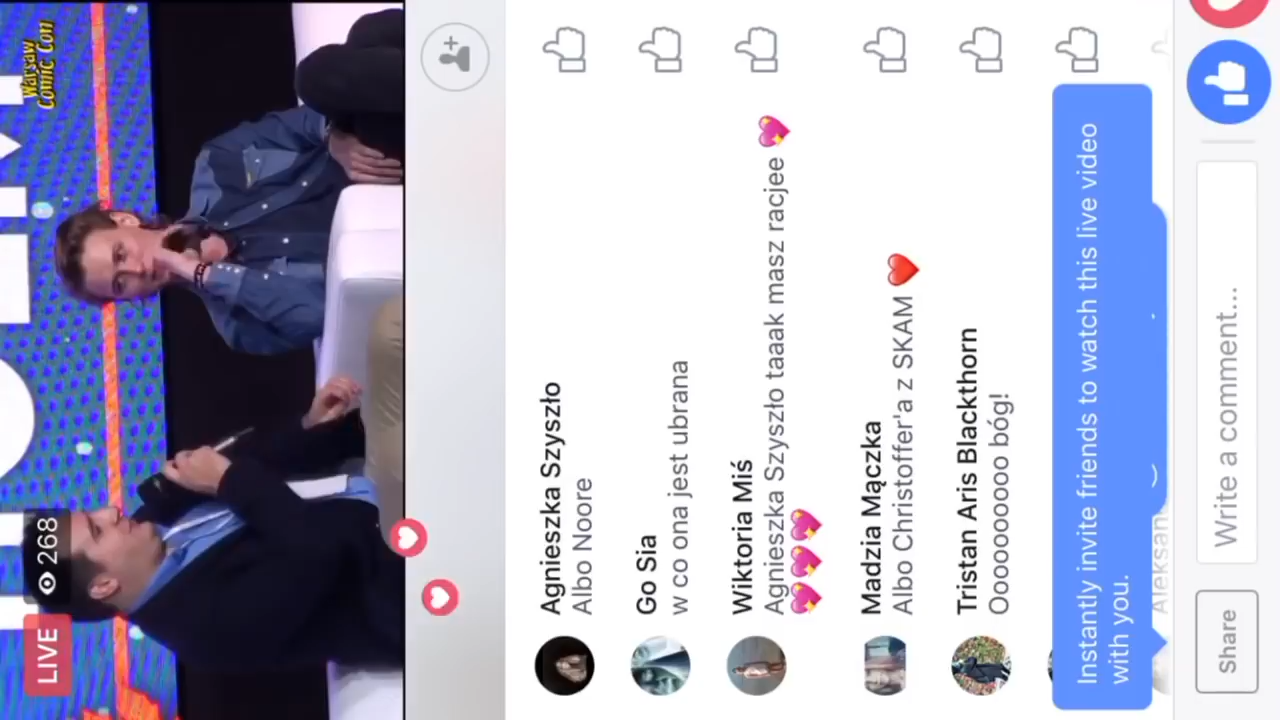 LIVE
268
Warsaw
Comic Con
Agnieszka Szyszło
Albo Noore
Go Sia
w co ona jest ubrana
Wiktoria Miś
Agnieszka Szyszło taaak masz racjee 💖
💖💖💖
Madzia Mączka
Albo Christoffer'a z SKAM ❤️
Tristan Aris Blackthorn
Oooooooooo bóg!
Instantly invite friends to watch this live video
with you.
Share
Write a comment...